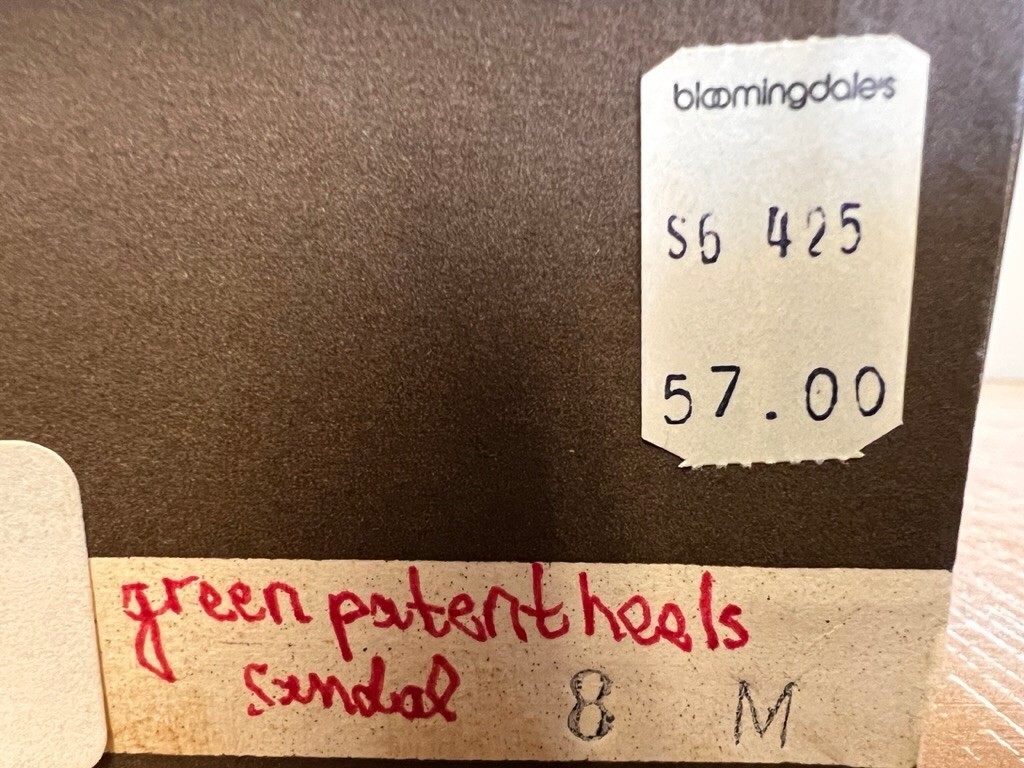 bloomingdale's
S6 425
57.00
green patent heels
sandal 8 M